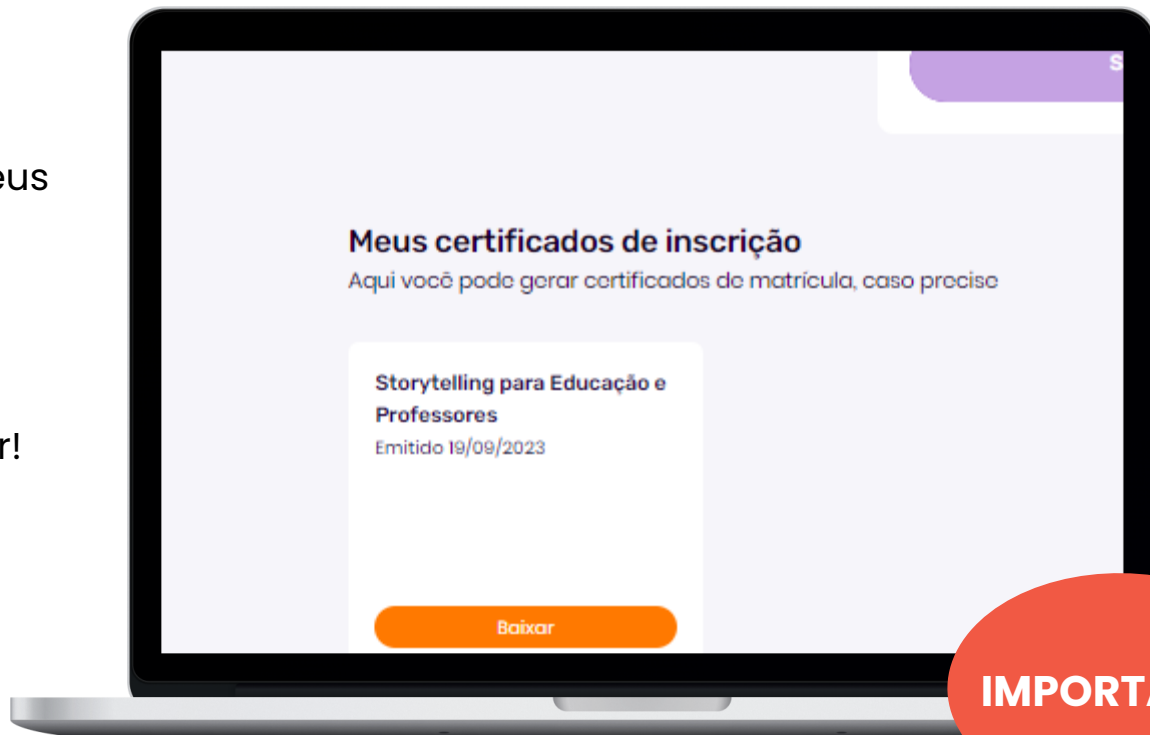 eus
r!
S
Meus certificados de inscrição
Aqui você pode gerar certificados de matrícula, caso precise
Storytelling para Educação e
Professores
Emitido 19/09/2023
Baixar
IMPORTA